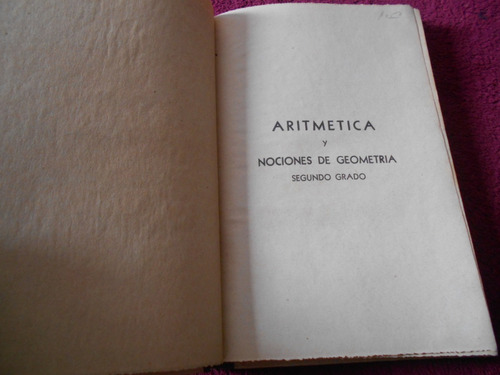 ARITMETICA
y
NOCIONES DE GEOMETRIA
SEGUNDO GRADO